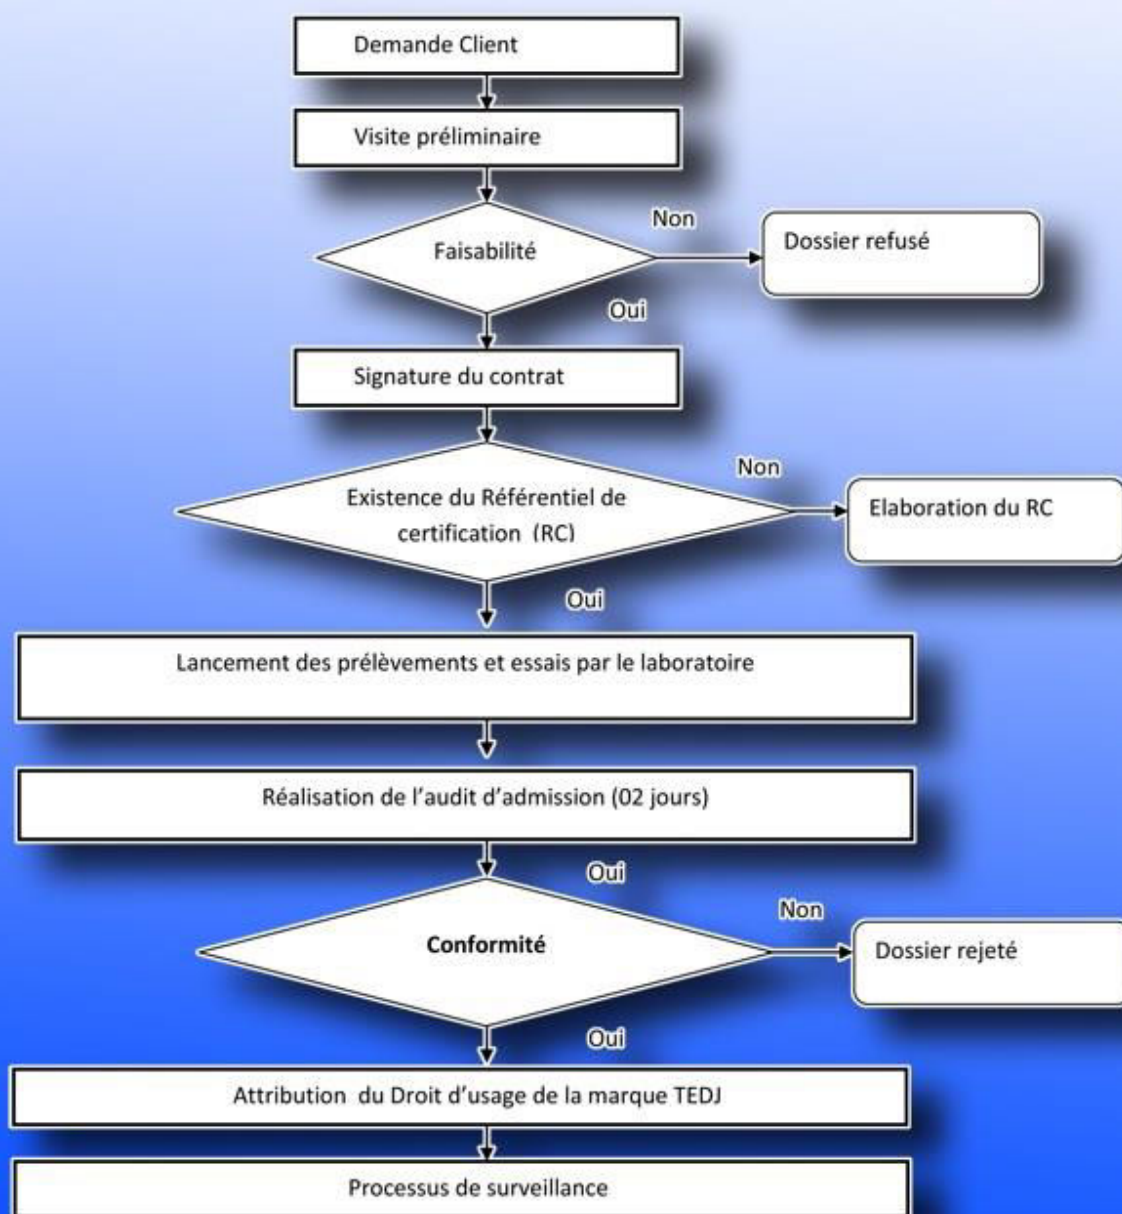 Demande Client
Visite préliminaire
Non
Faisabilité
Dossier refusé
Oui
Signature du contrat
Non
Existence du Référentiel de
certification (RC)
Elaboration du RC
Oui
Lancement des prélèvements et essais par le laboratoire
Réalisation de l’audit d’admission (02 jours)
Oui
Non
Conformité
Dossier rejeté
Oui
Attribution du Droit d’usage de la marque TEDJ
Processus de surveillance